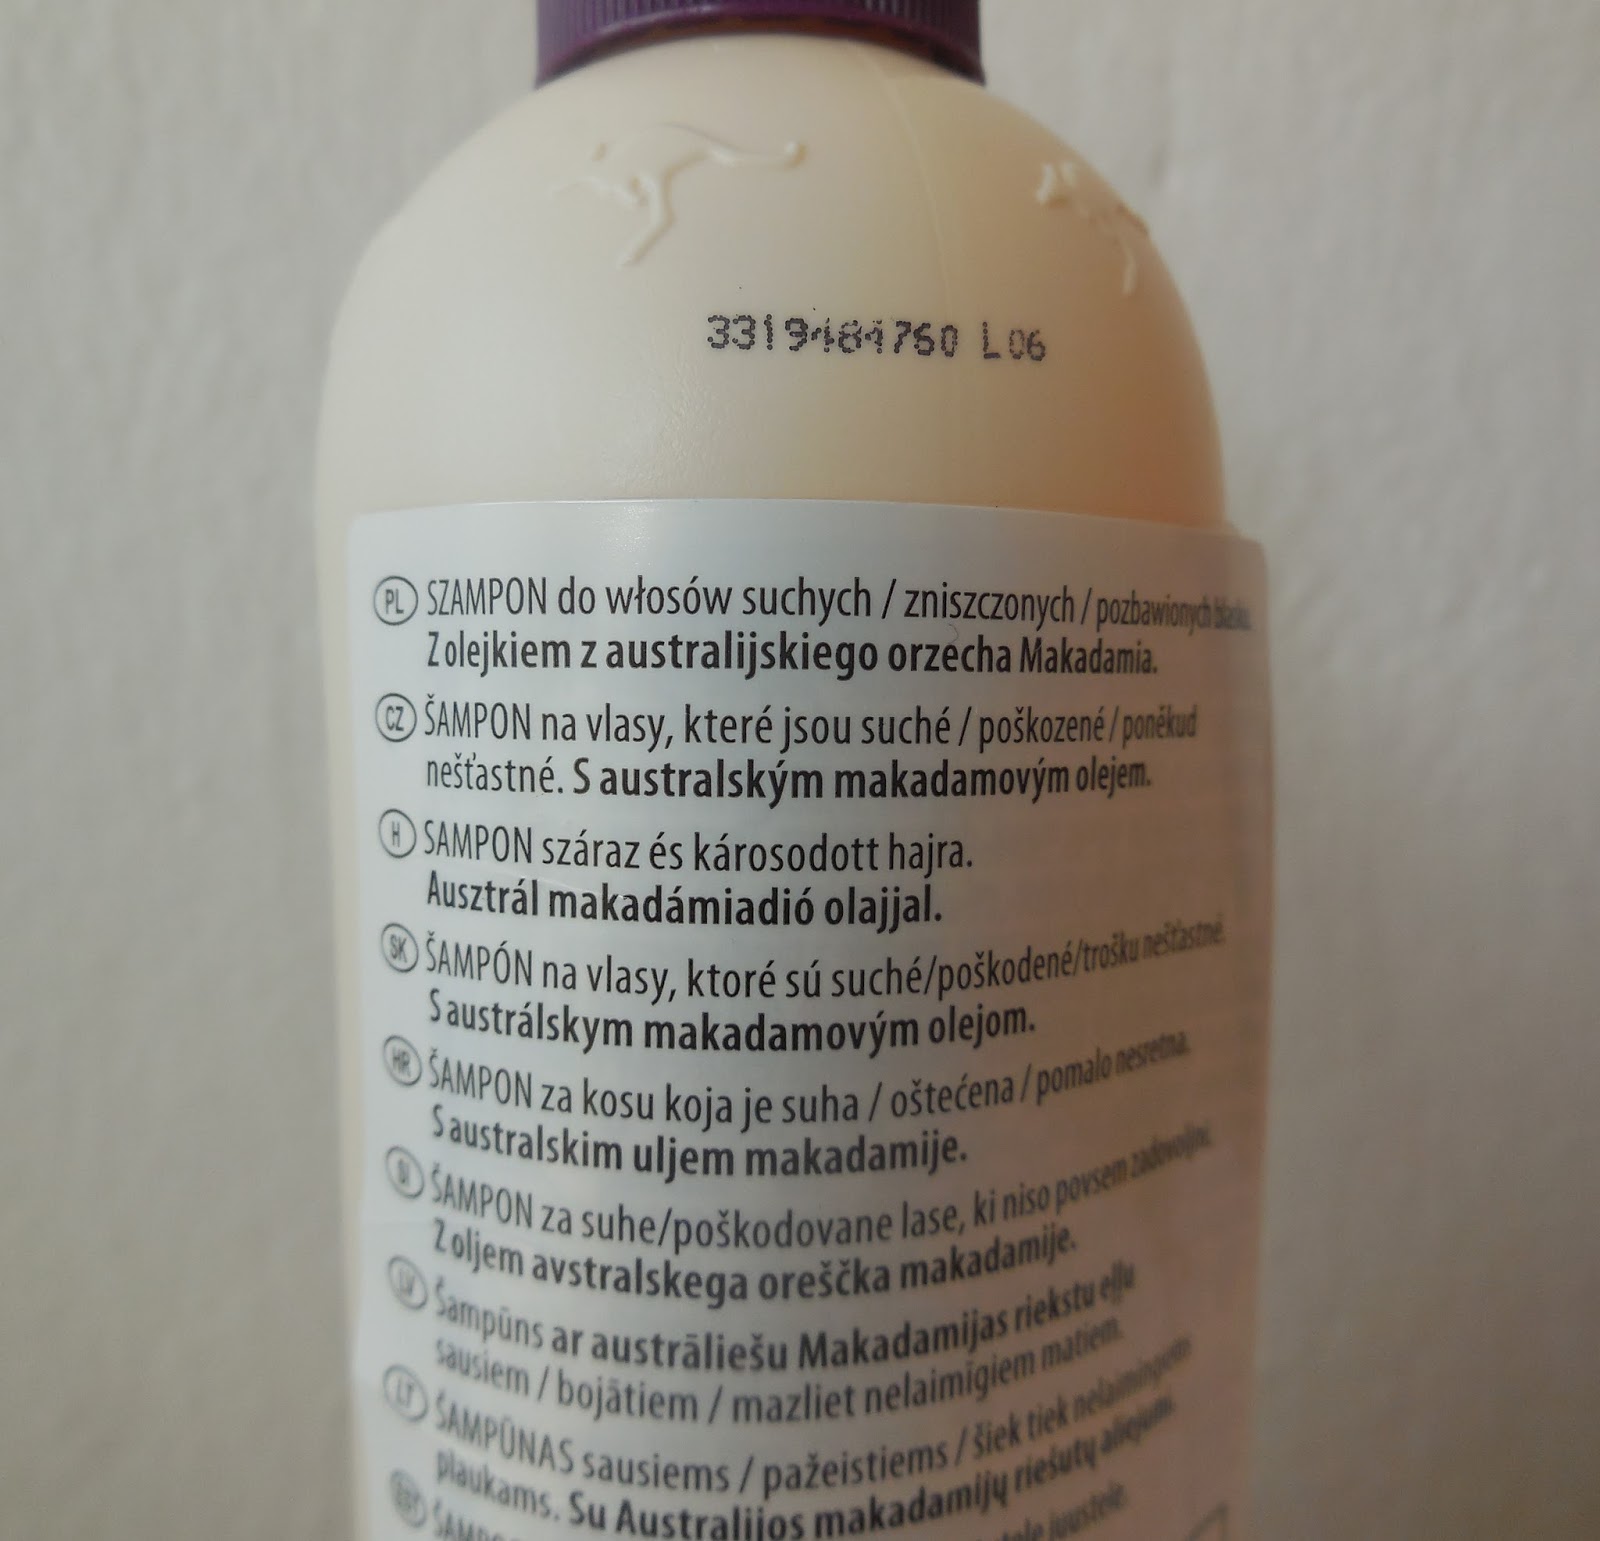 3319484760 L06
PL SZAMPON do włosów suchych / zniszczonych / pozbawionych blasku.
Z olejkiem z australijskiego orzecha Makadamia.
CZ ŠAMPON na vlasy, které jsou suché / poškozené / poněkud
nešťastné. S australským makadamovým olejem.
H SAMPON száraz és károsodott hajra.
Ausztrál makadámiadió olajjal.
SK ŠAMPÓN na vlasy, ktoré sú suché/poškodené/trošku nešťastné.
S austrálskym makadamovým olejom.
HR ŠAMPON za kosu koja je suha / oštećena / pomalo nesretna.
S australskim uljem makadamije.
SI ŠAMPON za suhe/poškodovane lase, ki niso povsem zadovoljni.
Z oljem avstralskega oreščka makadamije.
LV Šampūns ar austrāliešu Makadamijas riekstu eļļu
sausiem / bojātiem / mazliet nelaimīgiem matiem.
LT ŠAMPŪNAS sausiems / pažeistiems / šiek tiek nelaimingiems
plaukams. Su Australijos makadamijų riešutų aliejumi.
EST juustele.